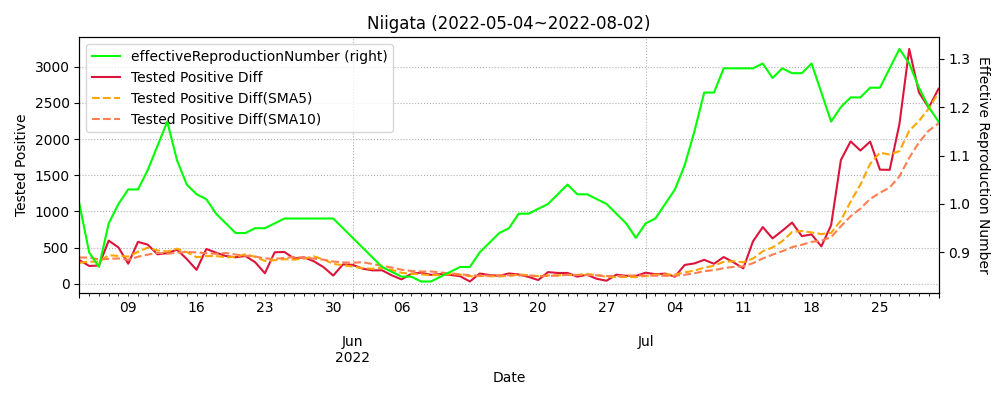 Niigata (2022-05-04~2022-08-02)
effectiveReproductionNumber (right)
Tested Positive Diff
Tested Positive Diff(SMA5)
Tested Positive Diff(SMA10)
Tested Positive
3000
2500
2000
1500
1000
500
0
1.3
1.2
1.1
1.0
0.9
Effective Reproduction Number
09 16 23 30 06 13 20 27 04 11 18 25
Jun Jul
2022
Date